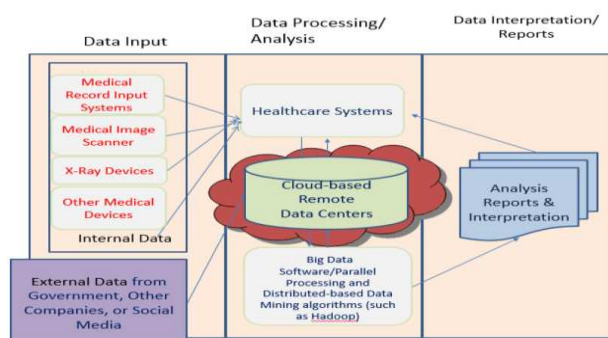 Data Input
Data Processing/
Analysis
Data Interpretation/
Reports
Medical
Record Input
Systems
Medical Image
Scanner
X-Ray Devices
Other Medical
Devices
Internal Data
External Data from
Government, Other
Companies, or Social
Media
Healthcare Systems
Cloud-based
Remote
Data Centers
Big Data
Software/Parallel
Processing and
Distributed-based Data
Mining algorithms (such
as Hadoop)
Analysis
Reports &
Interpretation